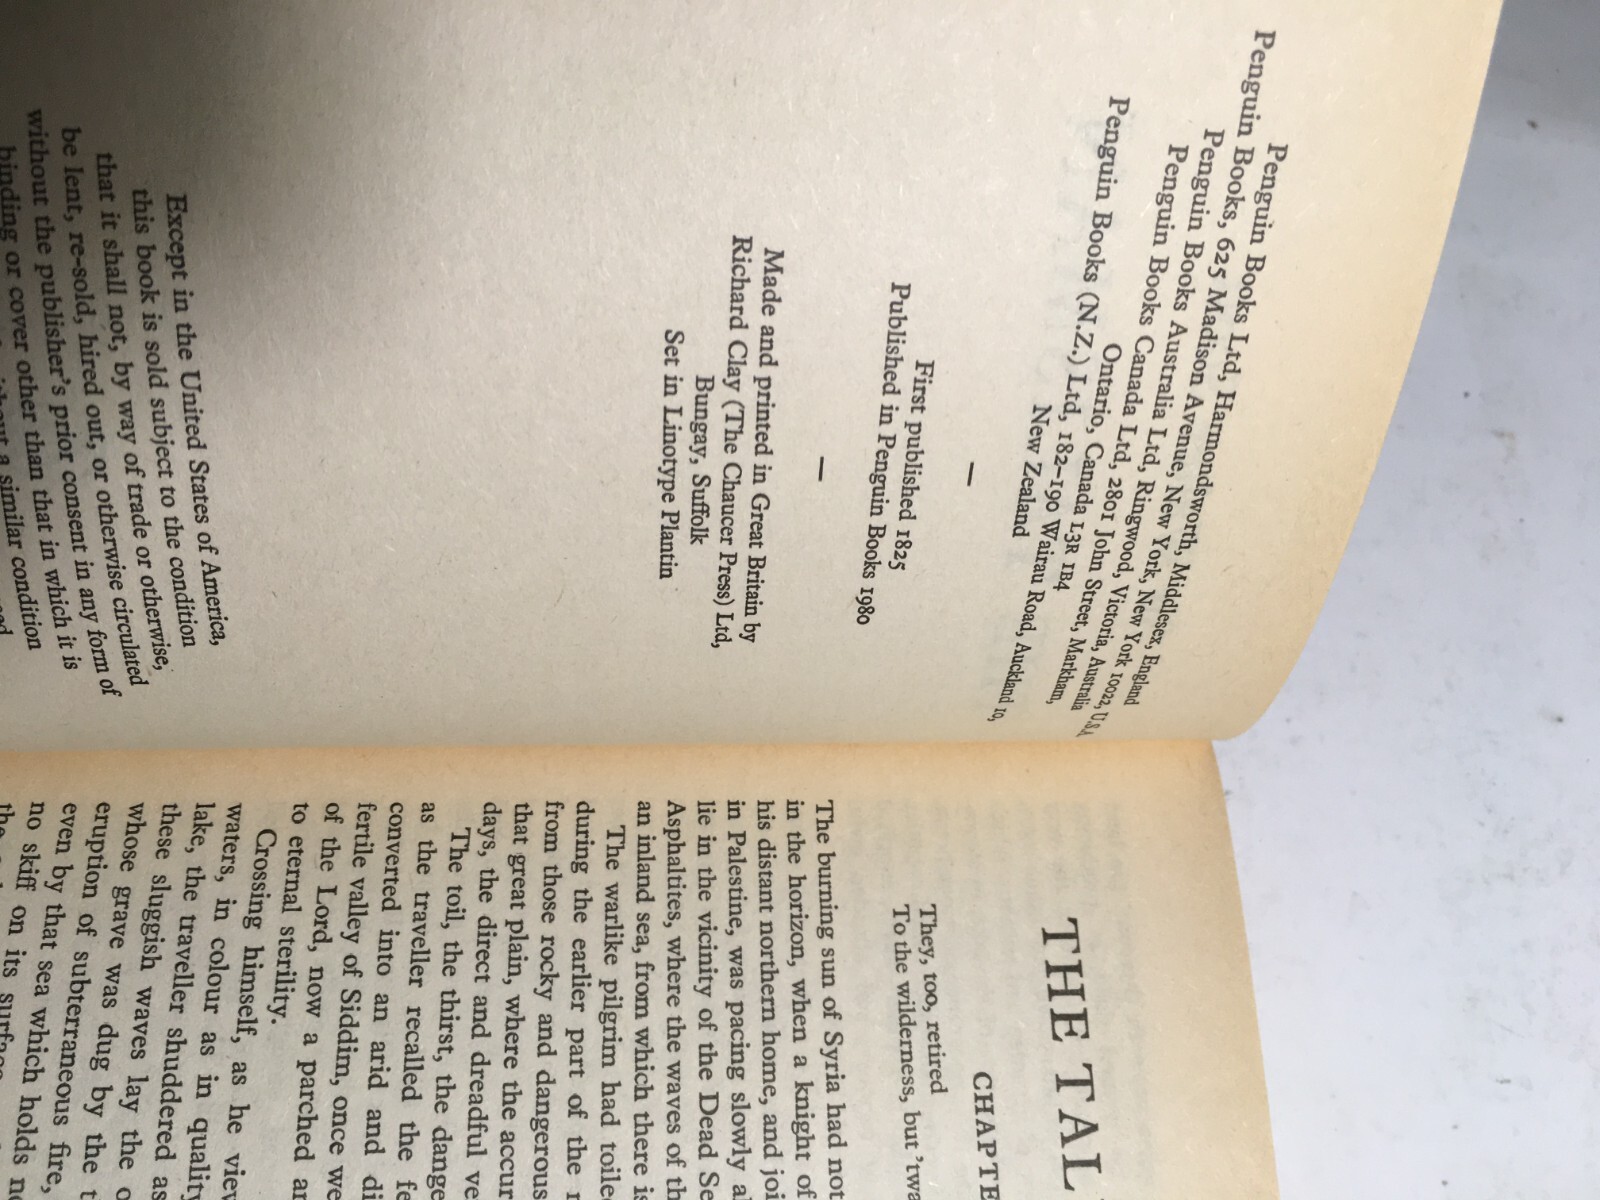 Penguin Books Ltd, Harmondsworth, Middlesex, England
Penguin Books, 625 Madison Avenue, New York, New York 10022, U.S.A
Penguin Books Australia Ltd, Ringwood, Victoria, Australia
Penguin Books Canada Ltd, 2801 John Street, Markham,
Ontario, Canada L3R 1B4
Penguin Books (N.Z.) Ltd, 182–190 Wairau Road, Auckland 10,
New Zealand
–
First published 1825
Published in Penguin Books 1980
–
Made and printed in Great Britain by
Richard Clay (The Chaucer Press) Ltd,
Bungay, Suffolk
Set in Linotype Plantin
Except in the United States of America,
this book is sold subject to the condition
that it shall not, by way of trade or otherwise,
be lent, re-sold, hired out, or otherwise circulated
without the publisher's prior consent in any form of
binding or cover other than that in which it is
a similar condition
THE TAL
CHAPTE
They, too, retired
To the wilderness, but 'twa
The burning sun of Syria had not
in the horizon, when a knight of
his distant northern home, and joi
in Palestine, was pacing slowly al
lie in the vicinity of the Dead Se
Asphaltites, where the waves of th
an inland sea, from which there is
The warlike pilgrim had toiled
during the earlier part of the
from those rocky and dangerous
that great plain, where the accur
days, the direct and dreadful ve
The toil, the thirst, the dange
as the traveller recalled the fe
converted into an arid and di
fertile valley of Siddim, once we
of the Lord, now a parched an
to eternal sterility.
Crossing himself, as he view
waters, in colour as in quality
lake, the traveller shuddered as
these sluggish waves lay the
whose grave was dug by the
eruption of subterraneous fire,
even by that sea which holds
no skiff on its surface